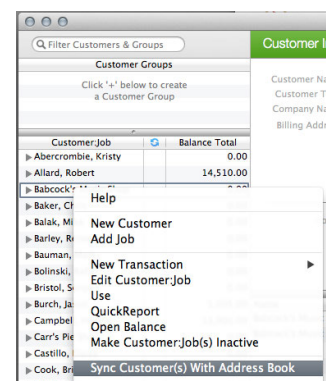 Filter Customers & Groups
Customer I
Customer Groups
Click '+' below to create
a Customer Group
Customer Na
Customer T
Company Na
Billing Addr
Customer:Job Balance Total
Abercrombie, Kristy 0.00
Allard, Robert 14,510.00
Babcock's
Baker, Ch
Balak, Mi
Barley, R
Bauman,
Bolinski,
Bristol, S
Burch, Ja
Campbel
Carr's Pie
Castillo,
Cook, Bri
Help
New Customer
Add Job
New Transaction
Edit Customer:Job
Use
QuickReport
Open Balance
Make Customer:Job(s) Inactive
Sync Customer(s) With Address Book